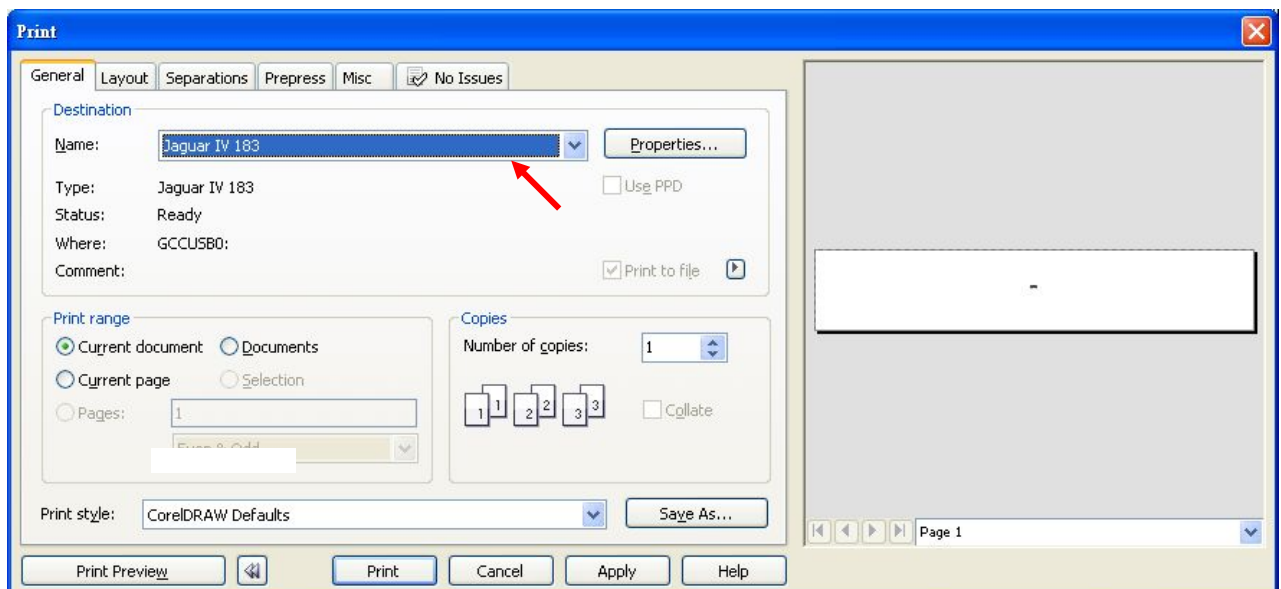 Print
General Layout Separations Prepress Misc No Issues
Destination
Name: Jaguar IV 183 Properties...
Type: Jaguar IV 183 Use PPD
Status: Ready
Where: GCCUSB0:
Comment: Print to file
Print range
Current document Documents
Current page Selection
Pages: 1
Copies
Number of copies: 1
1 1 2 2 3 3 Collate
Print style: CorelDRAW Defaults Save As...
Page 1
Print Preview Print Cancel Apply Help